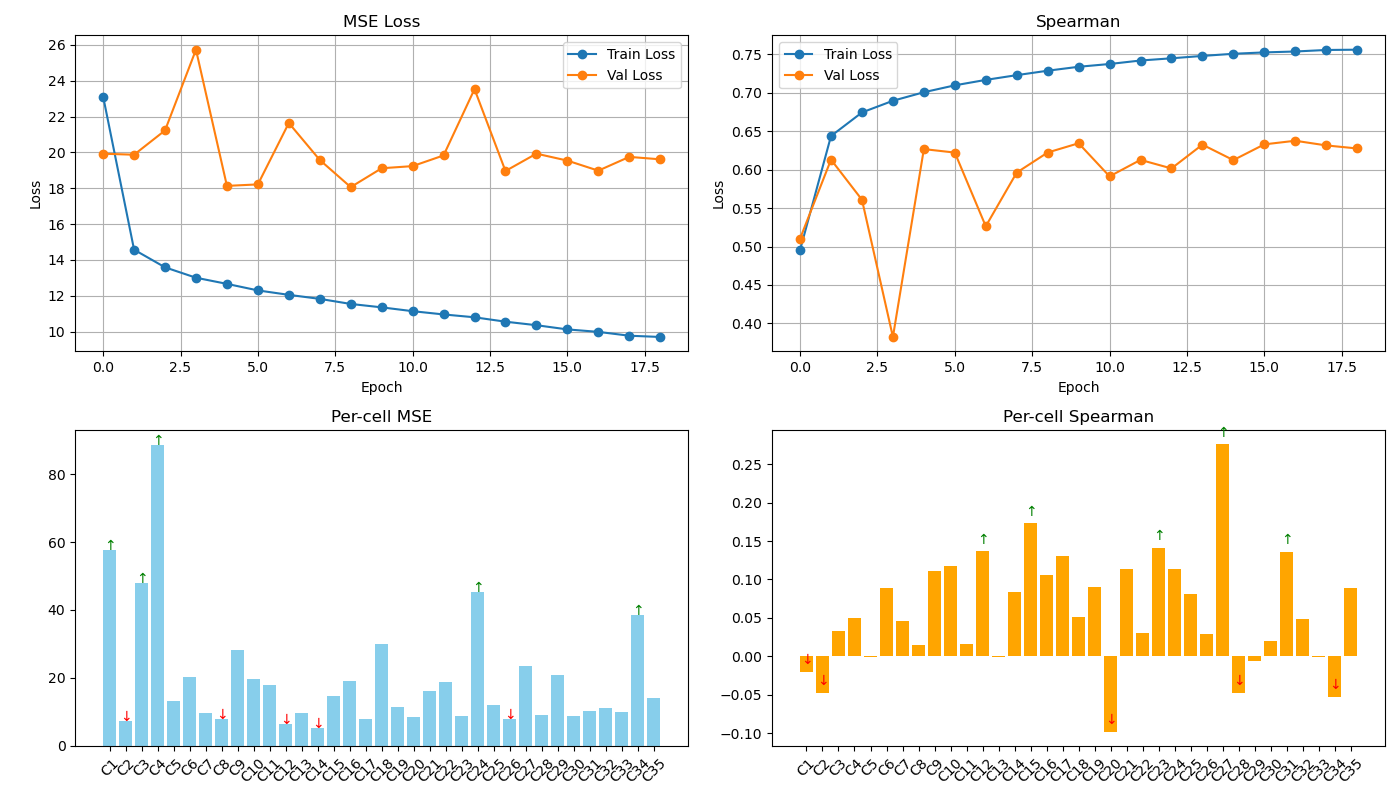 MSE Loss
26
24
22
20
18
16
14
12
10
Loss
Train Loss
Val Loss
0.0 2.5 5.0 7.5 10.0 12.5 15.0 17.5
Epoch
Spearman
0.75
0.70
0.65
0.60
0.55
0.50
0.45
0.40
Loss
Train Loss
Val Loss
0.0 2.5 5.0 7.5 10.0 12.5 15.0 17.5
Epoch
Per-cell MSE
80
60
40
20
0
↑ ↓ ↑ ↑ ↓ ↓ ↓ ↑ ↓ ↑
C1 C2 C3 C4 C5 C6 C7 C8 C9 C10 C11 C12 C13 C14 C15 C16 C17 C18 C19 C20 C21 C22 C23 C24 C25 C26 C27 C28 C29 C30 C31 C32 C33 C34 C35
Per-cell Spearman
0.25
0.20
0.15
0.10
0.05
0.00
−0.05
−0.10
↓ ↓ ↑ ↑ ↓ ↑ ↑ ↓ ↑ ↓
C1 C2 C3 C4 C5 C6 C7 C8 C9 C10 C11 C12 C13 C14 C15 C16 C17 C18 C19 C20 C21 C22 C23 C24 C25 C26 C27 C28 C29 C30 C31 C32 C33 C34 C35